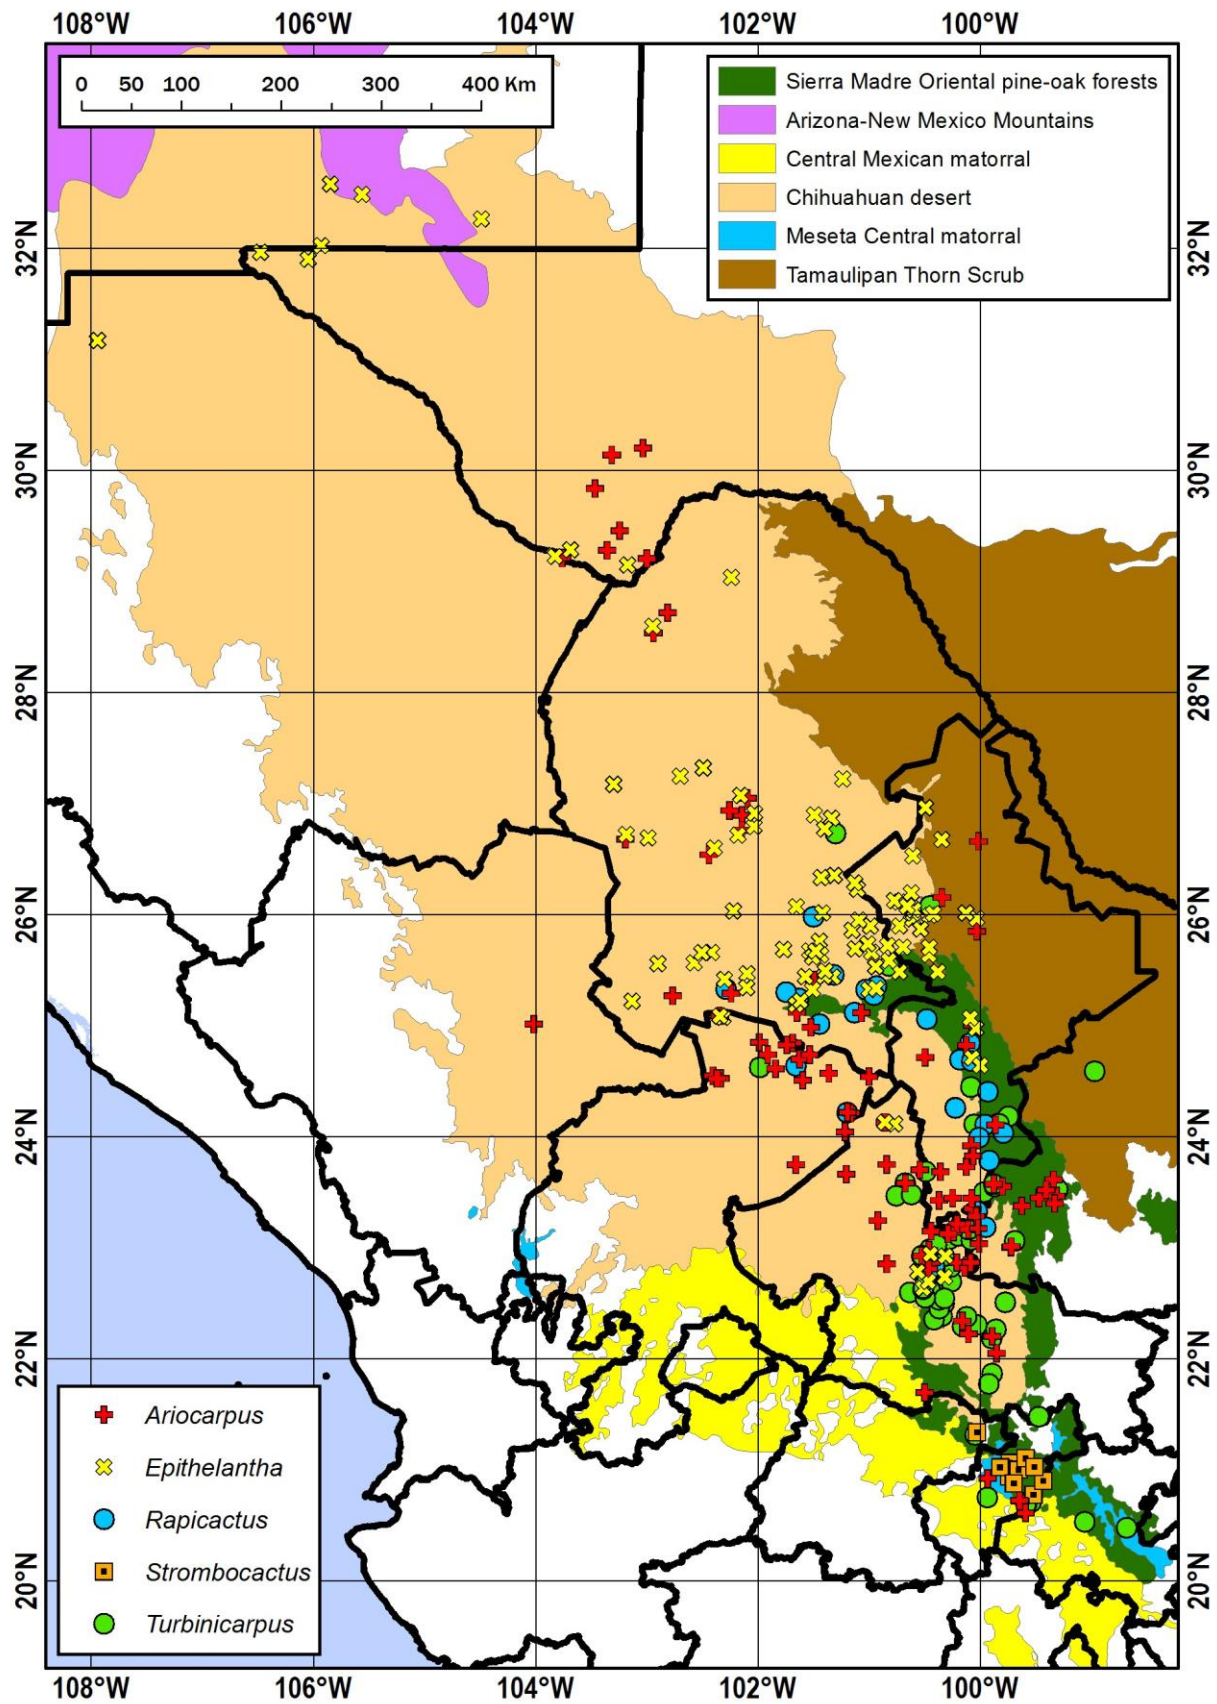 108°W 106°W 104°W 102°W 100°W
0 50 100 200 300 400 Km
Sierra Madre Oriental pine-oak forests
Arizona-New Mexico Mountains
Central Mexican matorral
Chihuahuan desert
Meseta Central matorral
Tamaulipan Thorn Scrub
32°N 32°N
30°N 30°N
28°N 28°N
26°N 26°N
24°N 24°N
22°N 22°N
Ariocarpus
Epithelantha
Rapicactus
Strombocactus
Turbinicarpus
20°N 20°N
108°W 106°W 104°W 102°W 100°W